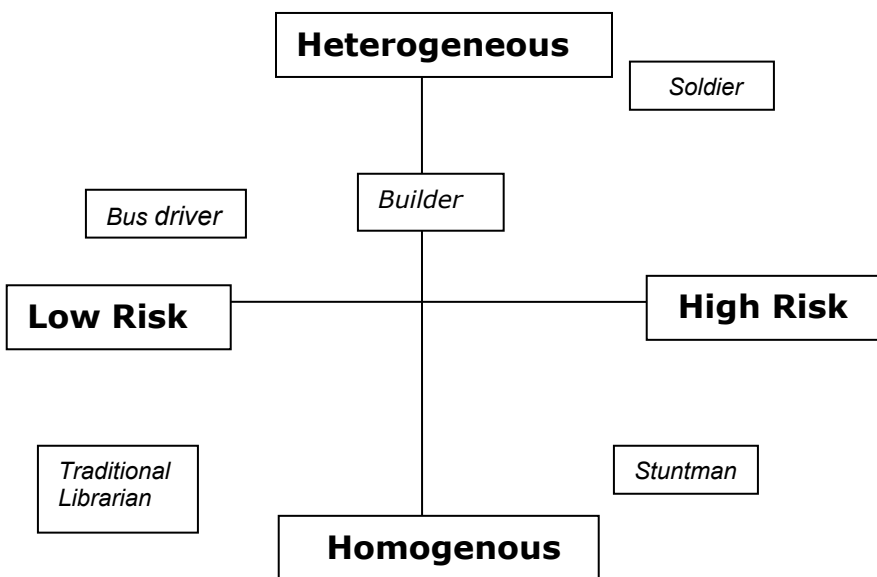 Heterogeneous
Soldier
Builder
Bus driver
High Risk
Low Risk
Traditional
Librarian
Stuntman
Homogenous